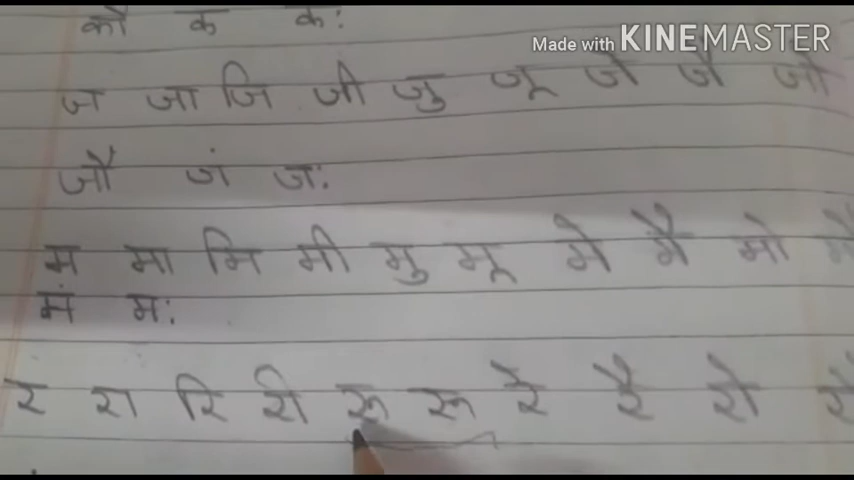 Made with KINEMASTER
कौ कं कः
ज जा जि जी जु जू जे जै जो
जौ जं जः
म मा मि मी मु मू मे मै मो मौ
मं मः
र रा रि री रु रू रे रै रो रौ